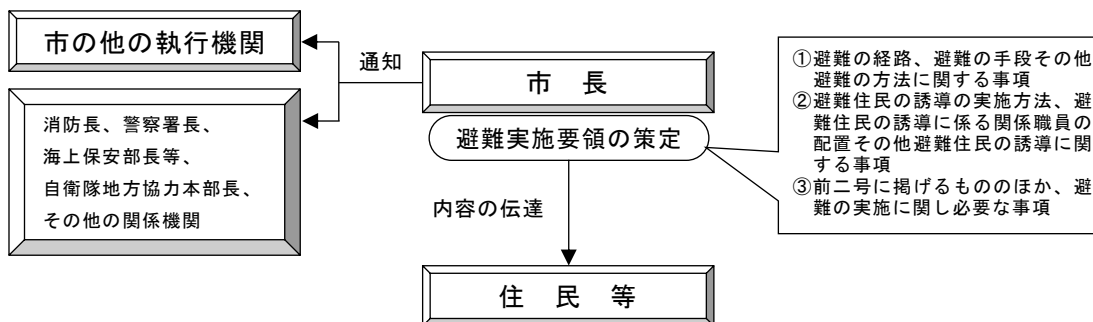 市の他の執行機関
通知
市 長
避難実施要領の策定
消防長、警察署長、
海上保安部長等、
自衛隊地方協力本部長、
その他の関係機関
①避難の経路、避難の手段その他
避難の方法に関する事項
②避難住民の誘導の実施方法、避
難住民の誘導に係る関係職員の
配置その他避難住民の誘導に関
する事項
③前二号に掲げるもののほか、避
難の実施に関し必要な事項
内容の伝達
住 民 等